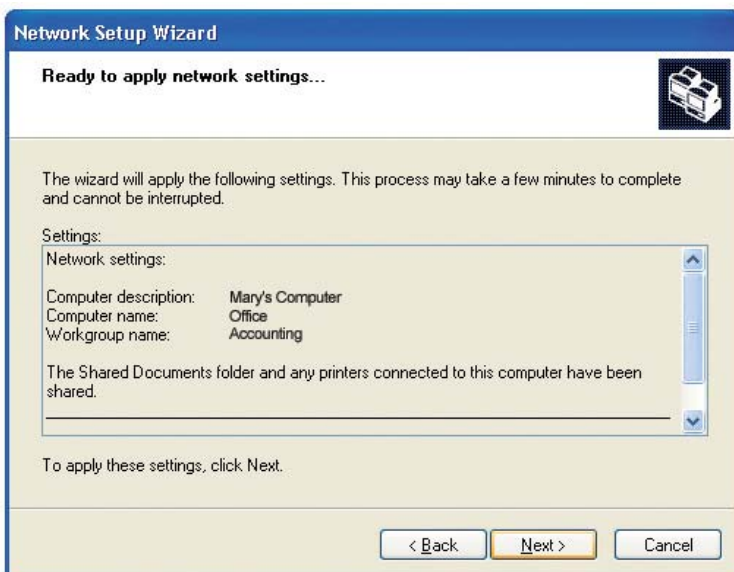 Network Setup Wizard
Ready to apply network settings...
The wizard will apply the following settings. This process may take a few minutes to complete
and cannot be interrupted.
Settings:
Network settings:
Computer description: Mary's Computer
Computer name: Office
Workgroup name: Accounting
The Shared Documents folder and any printers connected to this computer have been
shared.
To apply these settings, click Next.
< Back Next > Cancel